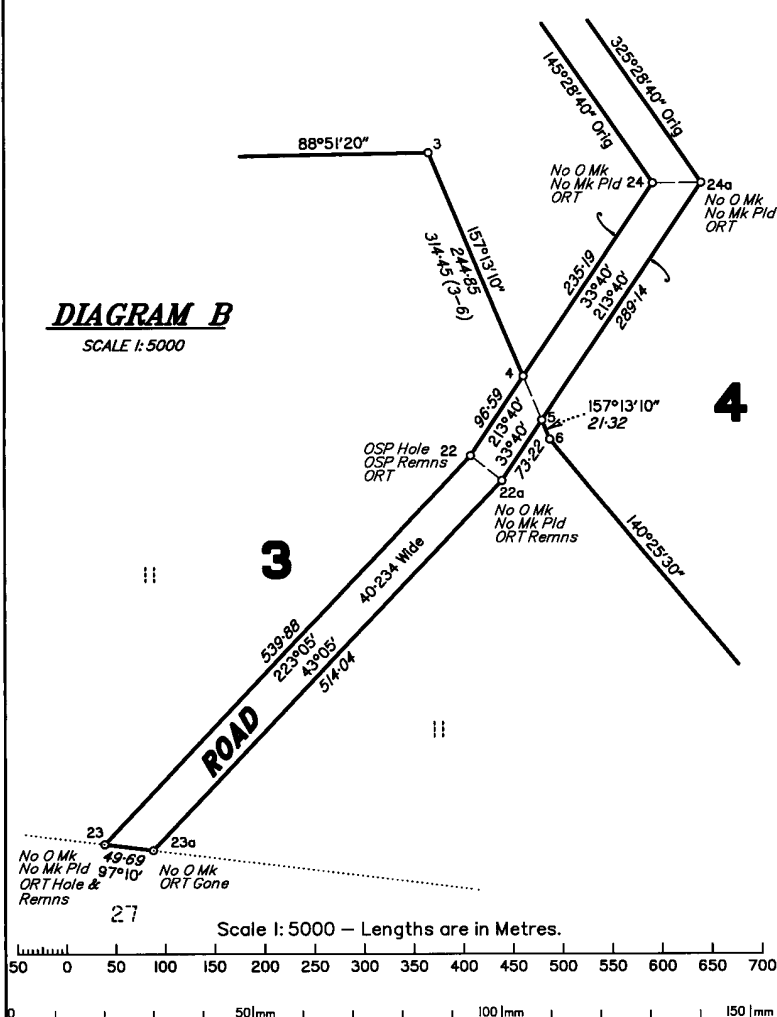 145°28'40" Orig
325°28'40" Orig
88°51'20"
3
No O Mk
No Mk Pld
ORT
24
24a
No O Mk
No Mk Pld
ORT
157°13'10"
244·85
314·45 (3-6)
235·19
33°40'
213°40'
289·14
DIAGRAM B
SCALE 1:5000
4
4
96·59
213°40'
33°40'
73·22
5
6
157°13'10"
21·32
OSP Hole
OSP Remns
ORT
22
22a
No O Mk
No Mk Pld
ORT Remns
140°25'30"
3
11
40·234 Wide
539·88
223°05'
43°05'
514·04
11
ROAD
23
23a
No O Mk
No Mk Pld
ORT Hole &
Remns
49·69
97°10'
No O Mk
ORT Gone
27
Scale 1:5000 – Lengths are in Metres.
50 0 50 100 150 200 250 300 350 400 450 500 550 600 650 700
0 50 mm 100 mm 150 mm